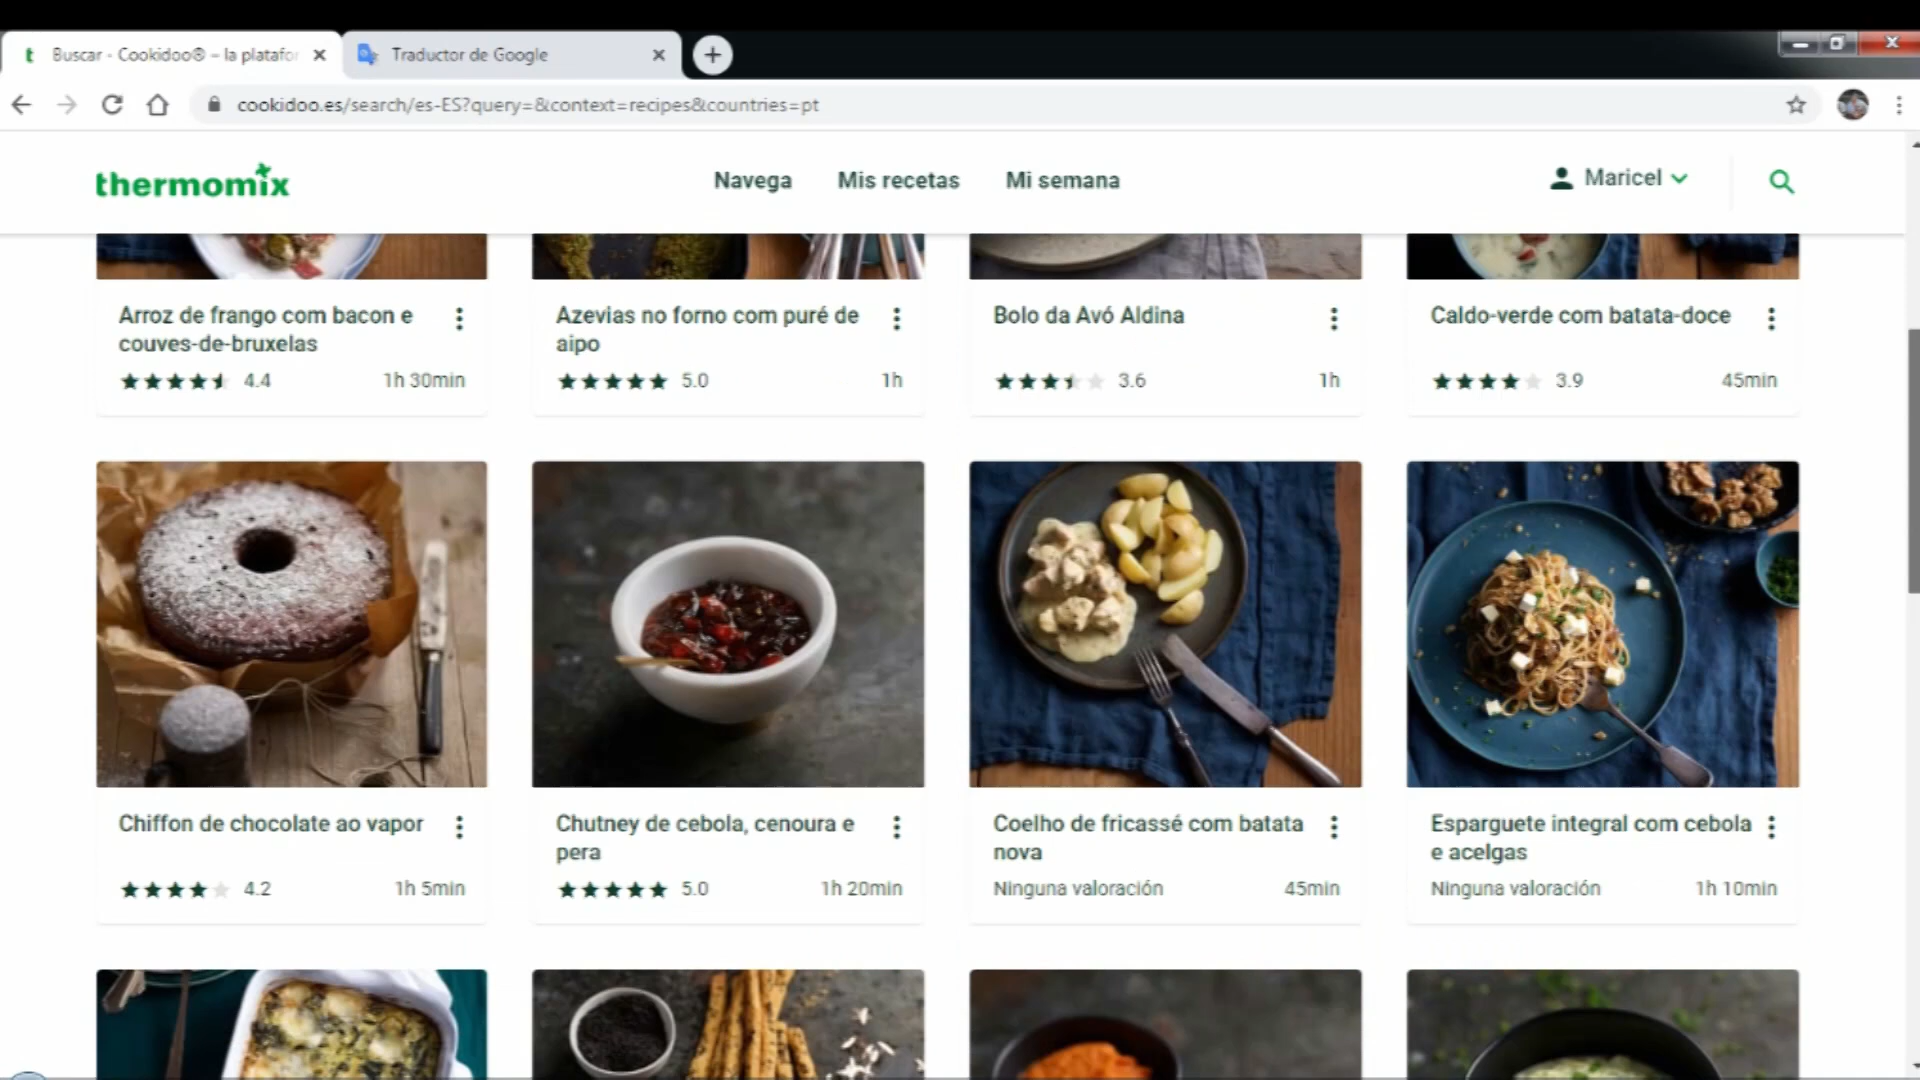 Buscar - Cookidoo® – la platafor
Traductor de Google
cookidoo.es/search/es-ES?query=&context=recipes&countries=pt
thermomix
Navega
Mis recetas
Mi semana
Maricel
Arroz de frango com bacon e
couves-de-bruxelas
4.4
1h 30min
Azevias no forno com puré de
aipo
5.0
1h
Bolo da Avó Aldina
3.6
1h
Caldo-verde com batata-doce
3.9
45min
Chiffon de chocolate ao vapor
4.2
1h 5min
Chutney de cebola, cenoura e
pera
5.0
1h 20min
Coelho de fricassé com batata
nova
Ninguna valoración
45min
Esparguete integral com cebola
e acelgas
Ninguna valoración
1h 10min